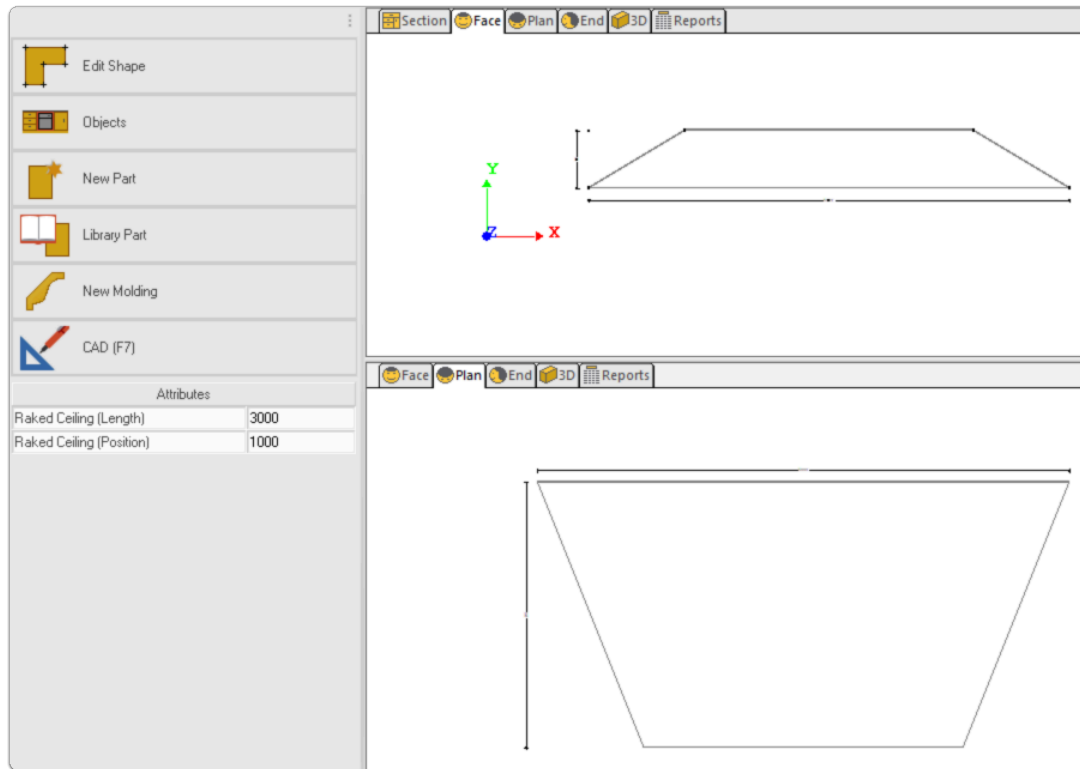 Section Face Plan End 3D Reports
Edit Shape
Objects
New Part
Y
Library Part
Z X
New Molding
CAD (F7)
Face Plan End 3D Reports
Attributes
Raked Ceiling (Length) 3000
Raked Ceiling (Position) 1000